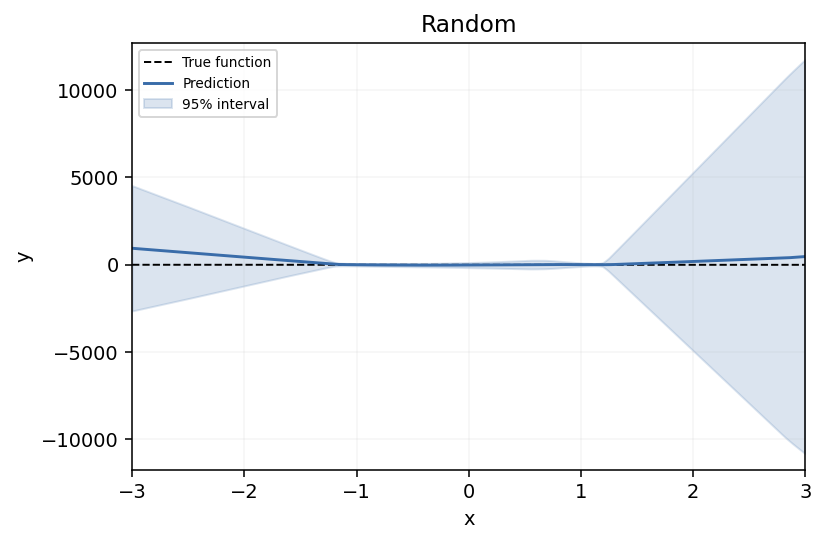 Random
True function
Prediction
95% interval
10000
5000
0
−5000
−10000
y
−3
−2
−1
0
1
2
3
x